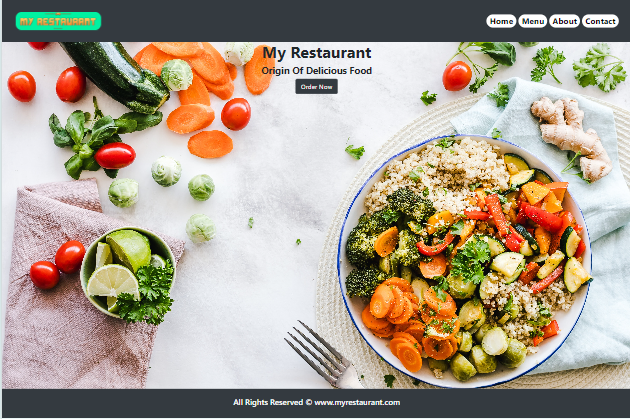 MY RESTAURANT
Home Menu About Contact
My Restaurant
Origin Of Delicious Food
Order Now
All Rights Reserved © www.myrestaurant.com